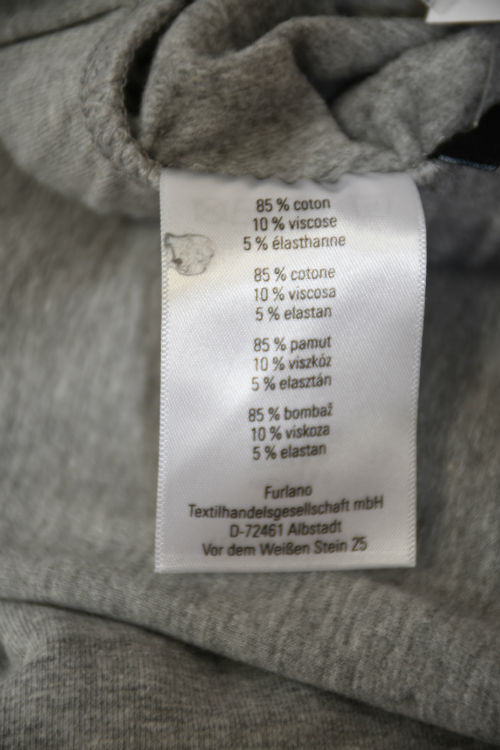 85 % coton
10 % viscose
5 % élasthanne
85 % cotone
10 % viscosa
5 % elastan
85 % pamut
10 % viszkóz
5 % elasztán
85 % bombaž
10 % viskoza
5 % elastan
Furlano
Textilhandelsgesellschaft mbH
D-72461 Albstadt
Vor dem Weißen Stein 25